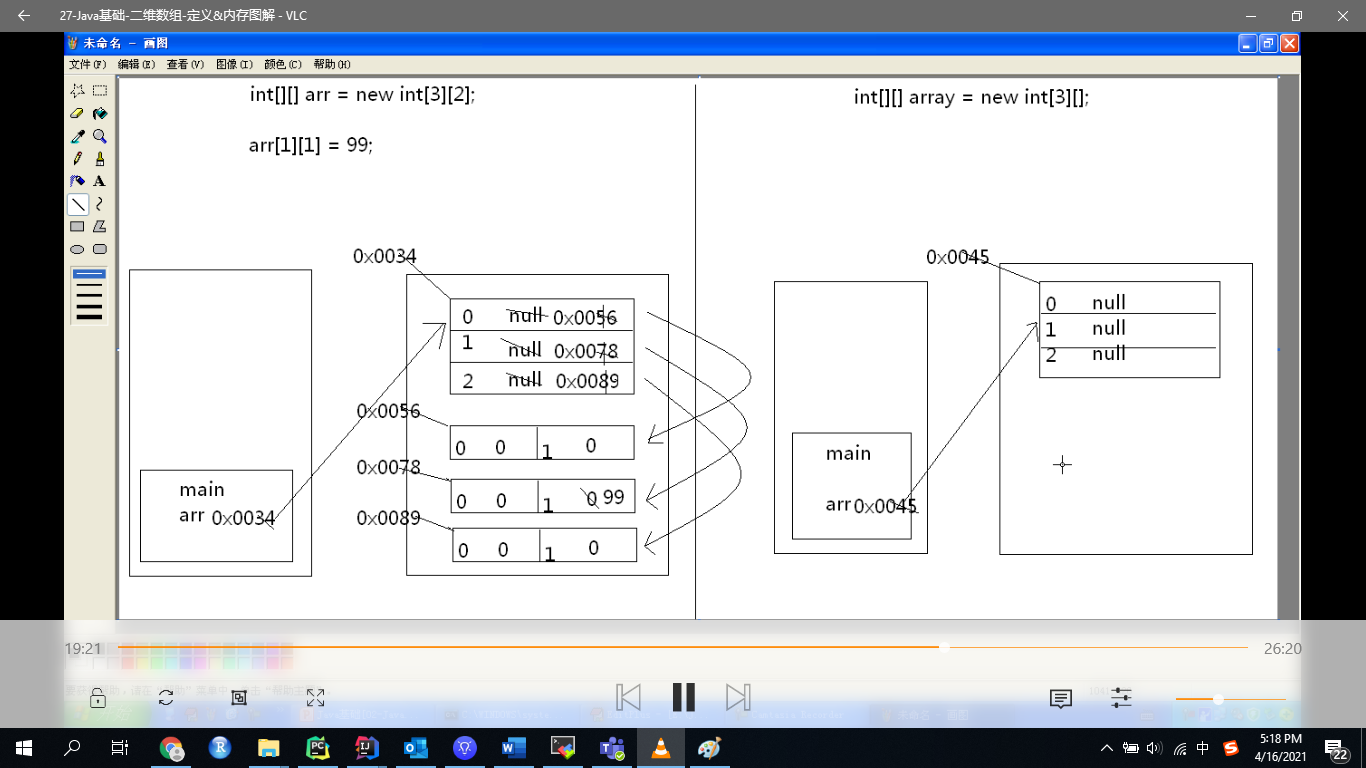 27-Java基础-二维数组-定义&内存图解 - VLC
未命名 - 画图
文件(F) 编辑(E) 查看(V) 图像(I) 颜色(C) 帮助(H)
int[][] arr = new int[3][2];
arr[1][1] = 99;
0x0034
0 null 0x0056
1 null 0x0078
2 null 0x0089
0x0056
0 0 1 0
0x0078
0 0 1 0 99
0x0089
0 0 1 0
main
arr 0x0034
int[][] array = new int[3][];
0x0045
0 null
1 null
2 null
main
arr 0x0045
19:21
26:20
中
5:18 PM
4/16/2021
22